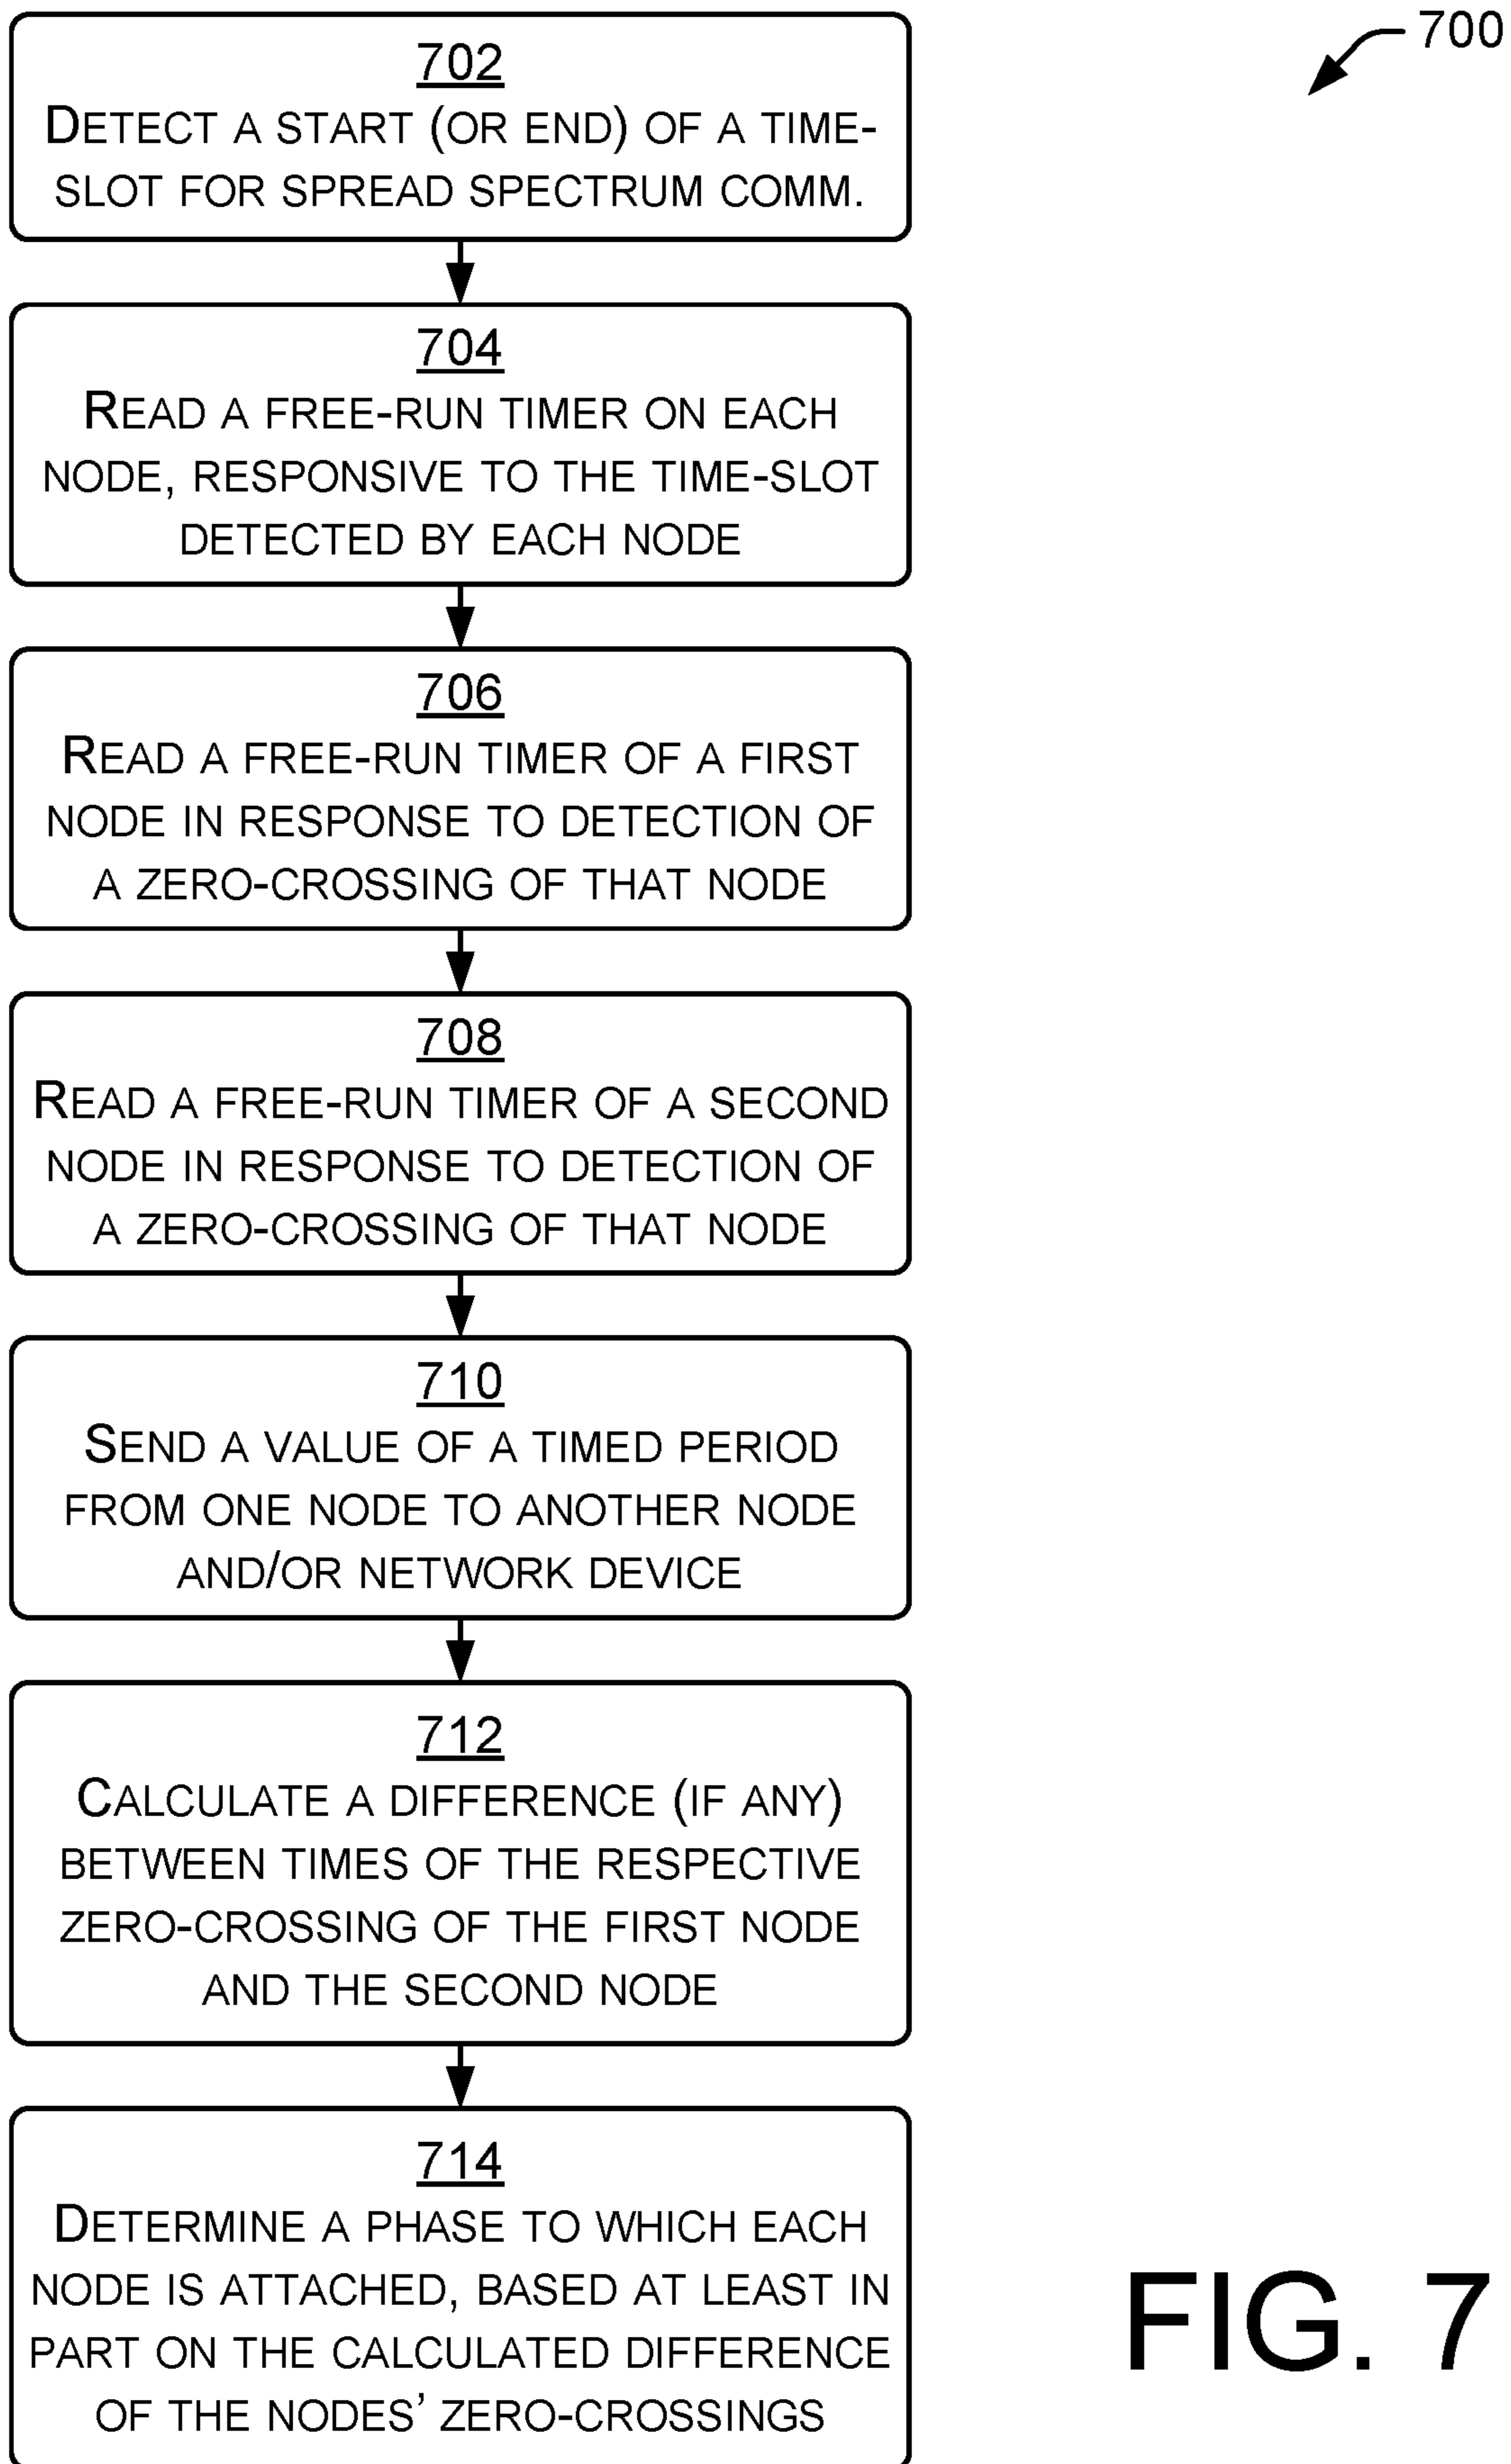 700
702
DETECT A START (OR END) OF A TIME-
SLOT FOR SPREAD SPECTRUM COMM.
704
READ A FREE-RUN TIMER ON EACH
NODE, RESPONSIVE TO THE TIME-SLOT
DETECTED BY EACH NODE
706
READ A FREE-RUN TIMER OF A FIRST
NODE IN RESPONSE TO DETECTION OF
A ZERO-CROSSING OF THAT NODE
708
READ A FREE-RUN TIMER OF A SECOND
NODE IN RESPONSE TO DETECTION OF
A ZERO-CROSSING OF THAT NODE
710
SEND A VALUE OF A TIMED PERIOD
FROM ONE NODE TO ANOTHER NODE
AND/OR NETWORK DEVICE
712
CALCULATE A DIFFERENCE (IF ANY)
BETWEEN TIMES OF THE RESPECTIVE
ZERO-CROSSING OF THE FIRST NODE
AND THE SECOND NODE
714
DETERMINE A PHASE TO WHICH EACH
NODE IS ATTACHED, BASED AT LEAST IN
PART ON THE CALCULATED DIFFERENCE
OF THE NODES’ ZERO-CROSSINGS
FIG. 7